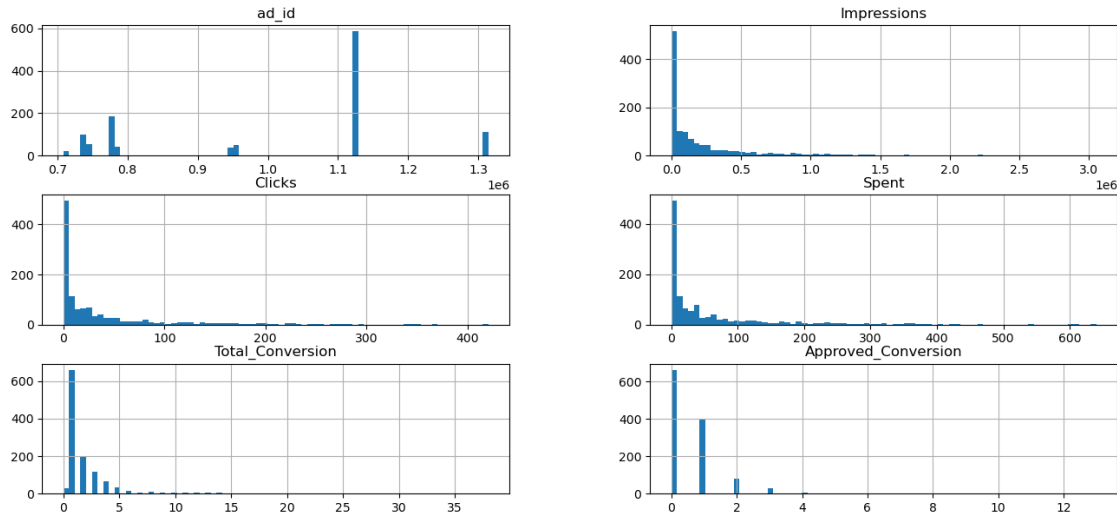 ad_id
600
400
200
0
0.7 0.8 0.9 1.0 1.1 1.2 1.3
1e6
Impressions
400
200
0
0.0 0.5 1.0 1.5 2.0 2.5 3.0
1e6
Clicks
400
200
0
0 100 200 300 400
Spent
400
200
0
0 100 200 300 400 500 600
Total_Conversion
600
400
200
0
0 5 10 15 20 25 30 35
Approved_Conversion
600
400
200
0
0 2 4 6 8 10 12